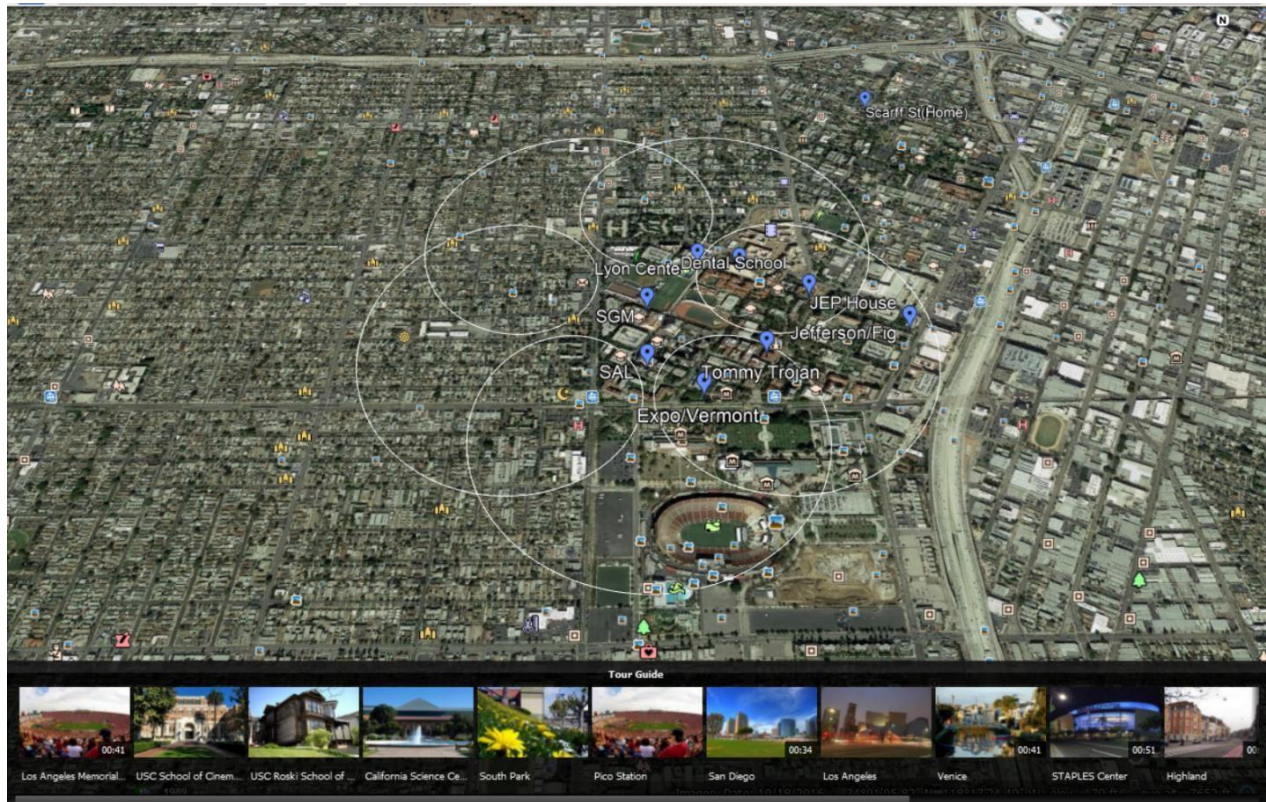 N
Scarff St(Home)
Lyon Cente
Dental School
JEP House
SGM
Jefferson/Fig
SAL
Tommy Trojan
Expo/Vermont
Tour Guide
00:41
00:34
00:41
00:51
00:
Los Angeles Memorial...
USC School of Cinem...
USC Roski School of ...
California Science Ce...
South Park
Pico Station
San Diego
Los Angeles
Venice
STAPLES Center
Highland
1989